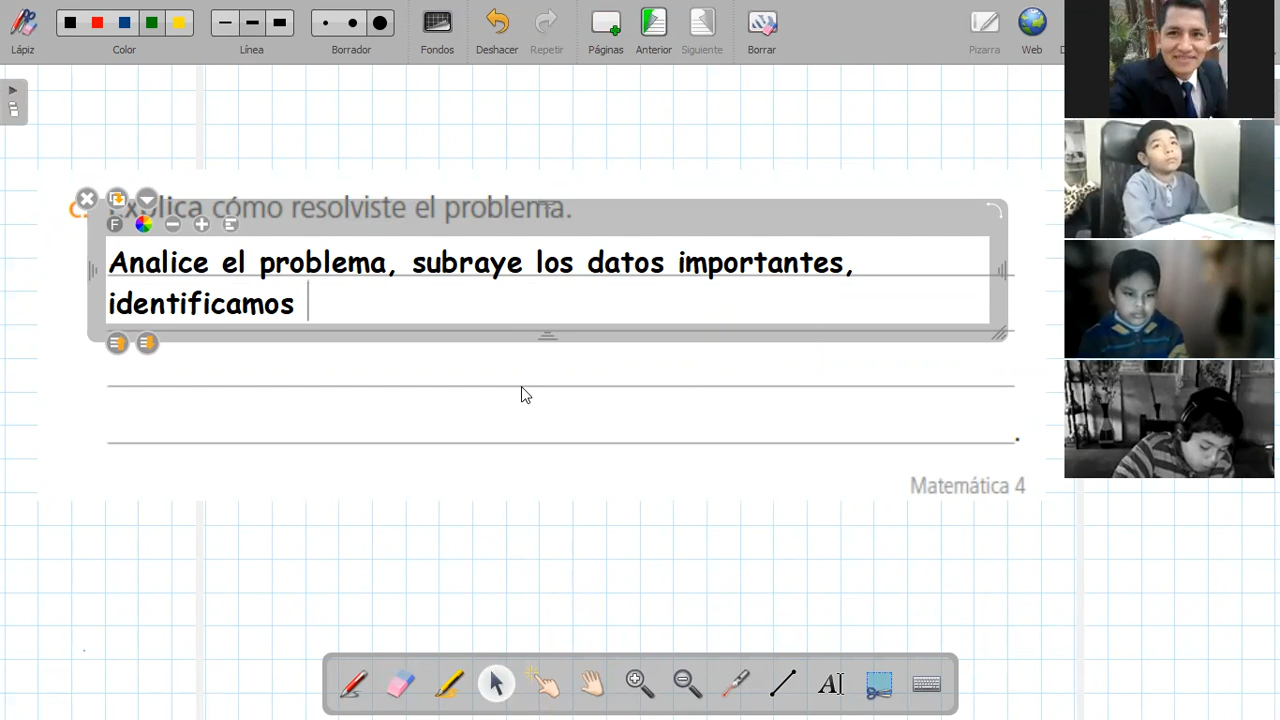 Lápiz
Color
Línea
Borrador
Fondos
Deshacer
Repetir
Páginas
Anterior
Siguiente
Borrar
Pizarra
Web
Explica cómo resolviste el problema.
F
Analice el problema, subraye los datos importantes,
identificamos
Matemática 4
AI